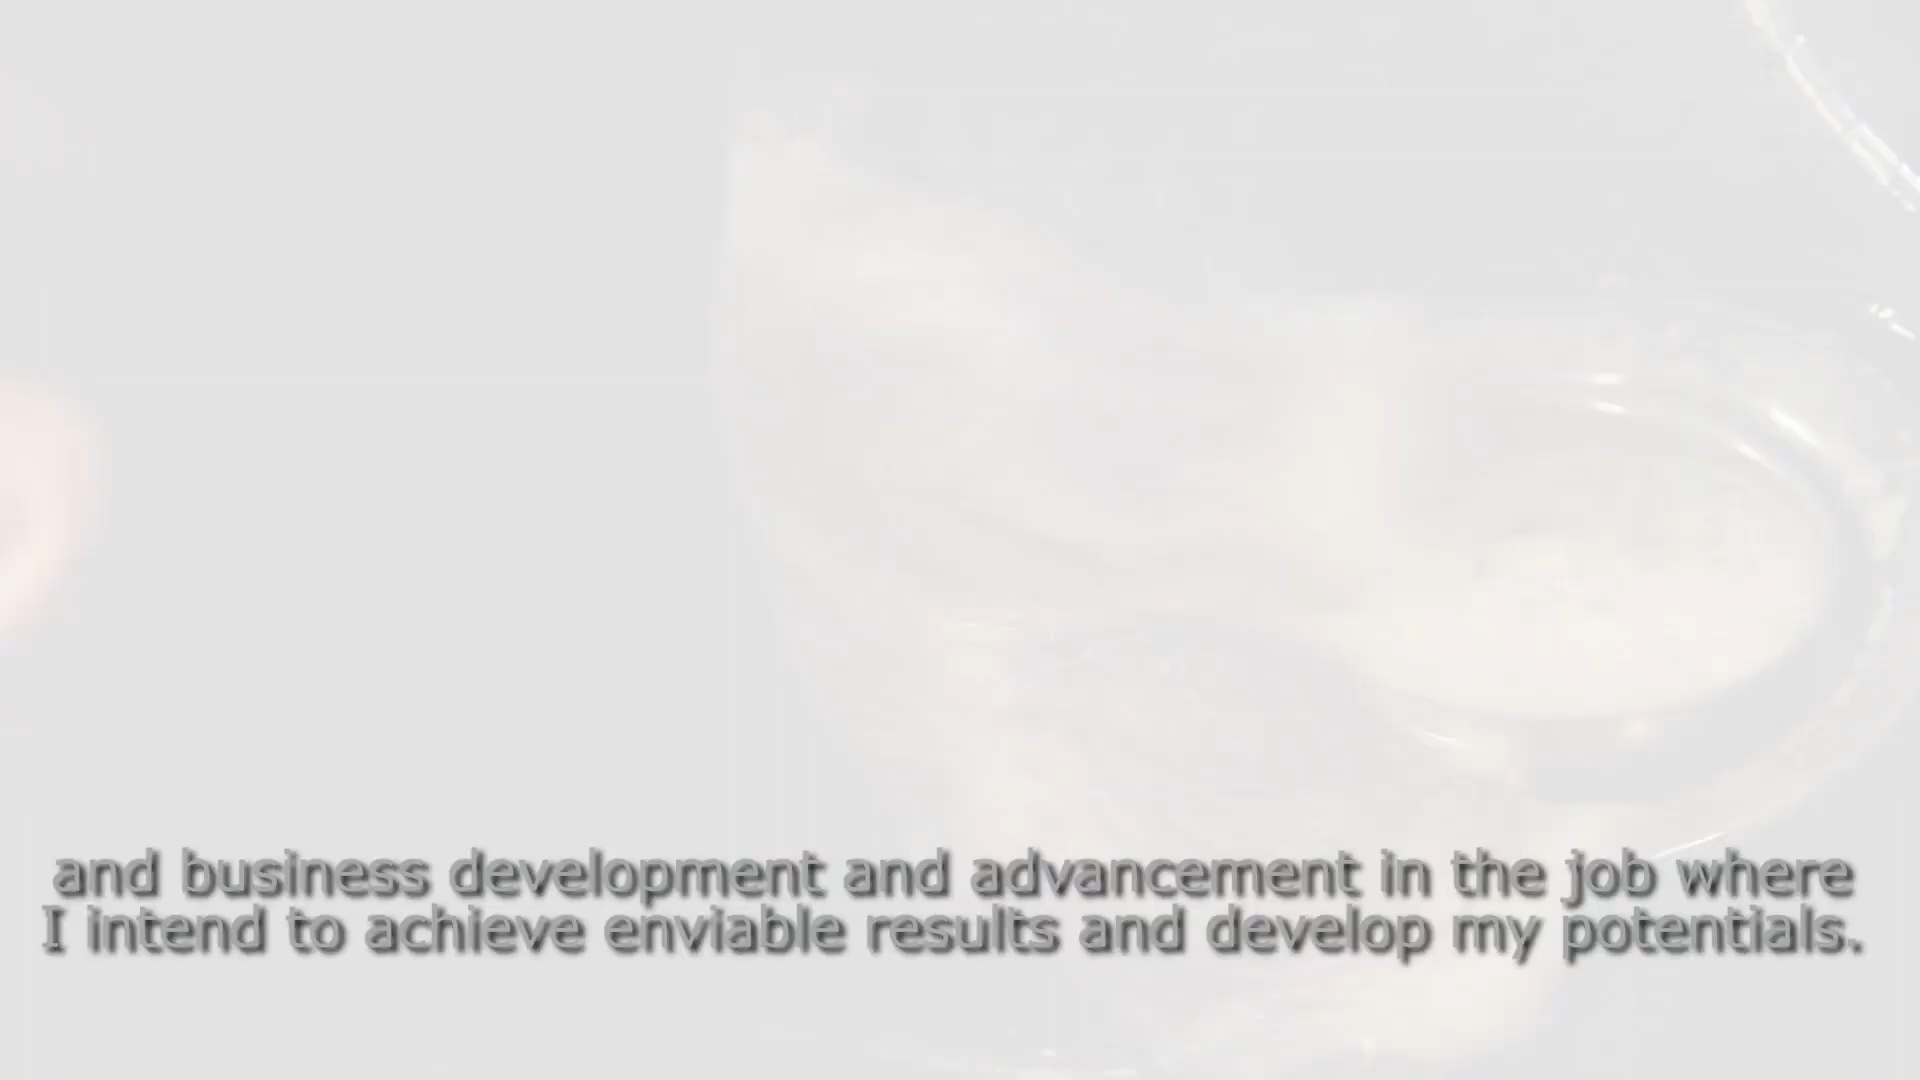 and business development and advancement in the job where
I intend to achieve enviable results and develop my potentials.